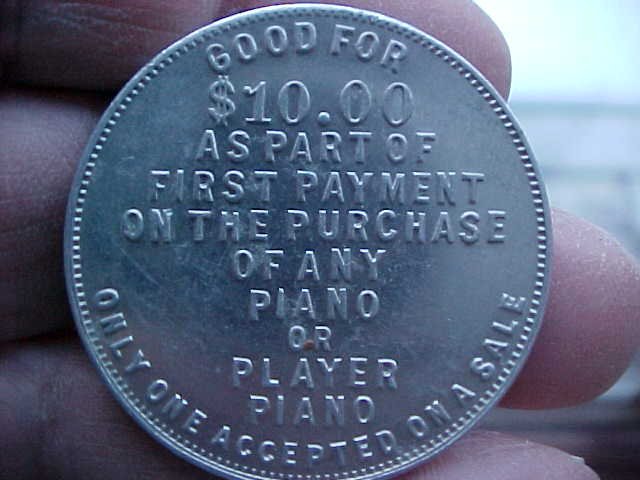 GOOD FOR
$10.00
AS PART OF
FIRST PAYMENT
ON THE PURCHASE
OF ANY
PIANO
OR
PLAYER
PIANO
ONLY ONE ACCEPTED ON A SALE